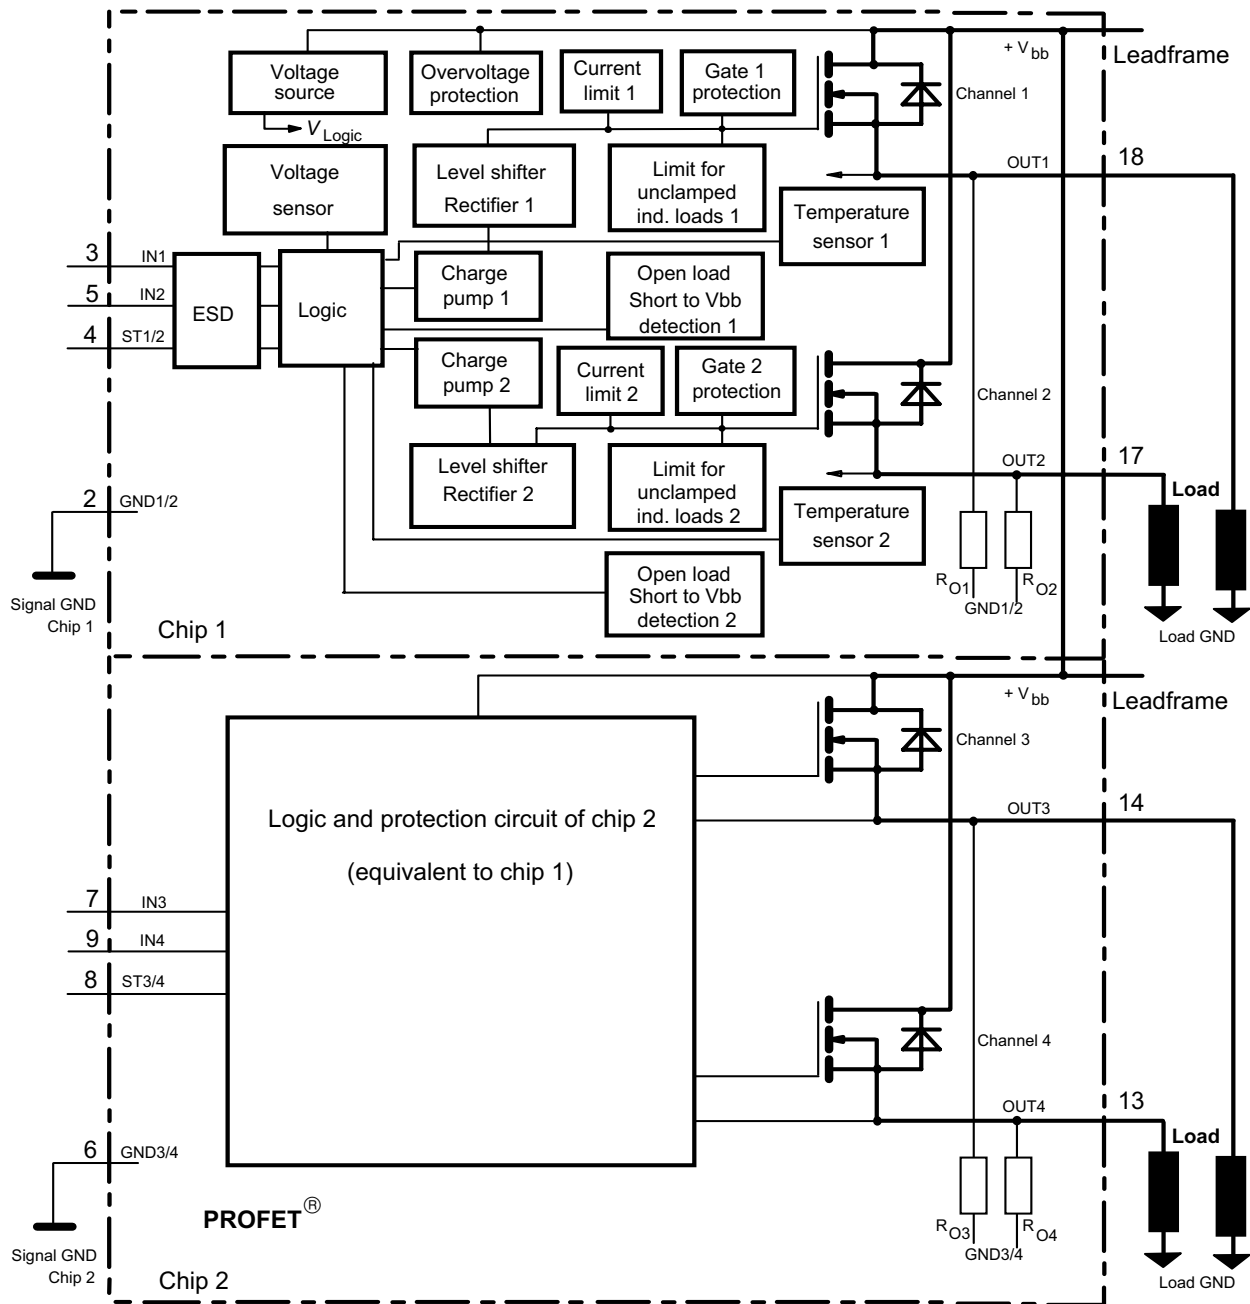 + Vbb
Leadframe
Voltage
source
Overvoltage
protection
Current
limit 1
Gate 1
protection
Channel 1
VLogic
Voltage
sensor
Level shifter
Rectifier 1
Limit for
unclamped
ind. loads 1
OUT1
18
Temperature
sensor 1
3
IN1
5
IN2
4
ST1/2
ESD
Logic
Charge
pump 1
Open load
Short to Vbb
detection 1
Charge
pump 2
Current
limit 2
Gate 2
protection
Channel 2
Level shifter
Rectifier 2
Limit for
unclamped
ind. loads 2
OUT2
17
Load
2
GND1/2
Temperature
sensor 2
Open load
Short to Vbb
detection 2
RO1
RO2
GND1/2
Signal GND
Chip 1
Chip 1
Load GND
+ Vbb
Leadframe
Channel 3
Logic and protection circuit of chip 2
(equivalent to chip 1)
OUT3
14
7
IN3
9
IN4
8
ST3/4
Channel 4
OUT4
13
Load
6
GND3/4
PROFET®
RO3
RO4
GND3/4
Signal GND
Chip 2
Chip 2
Load GND